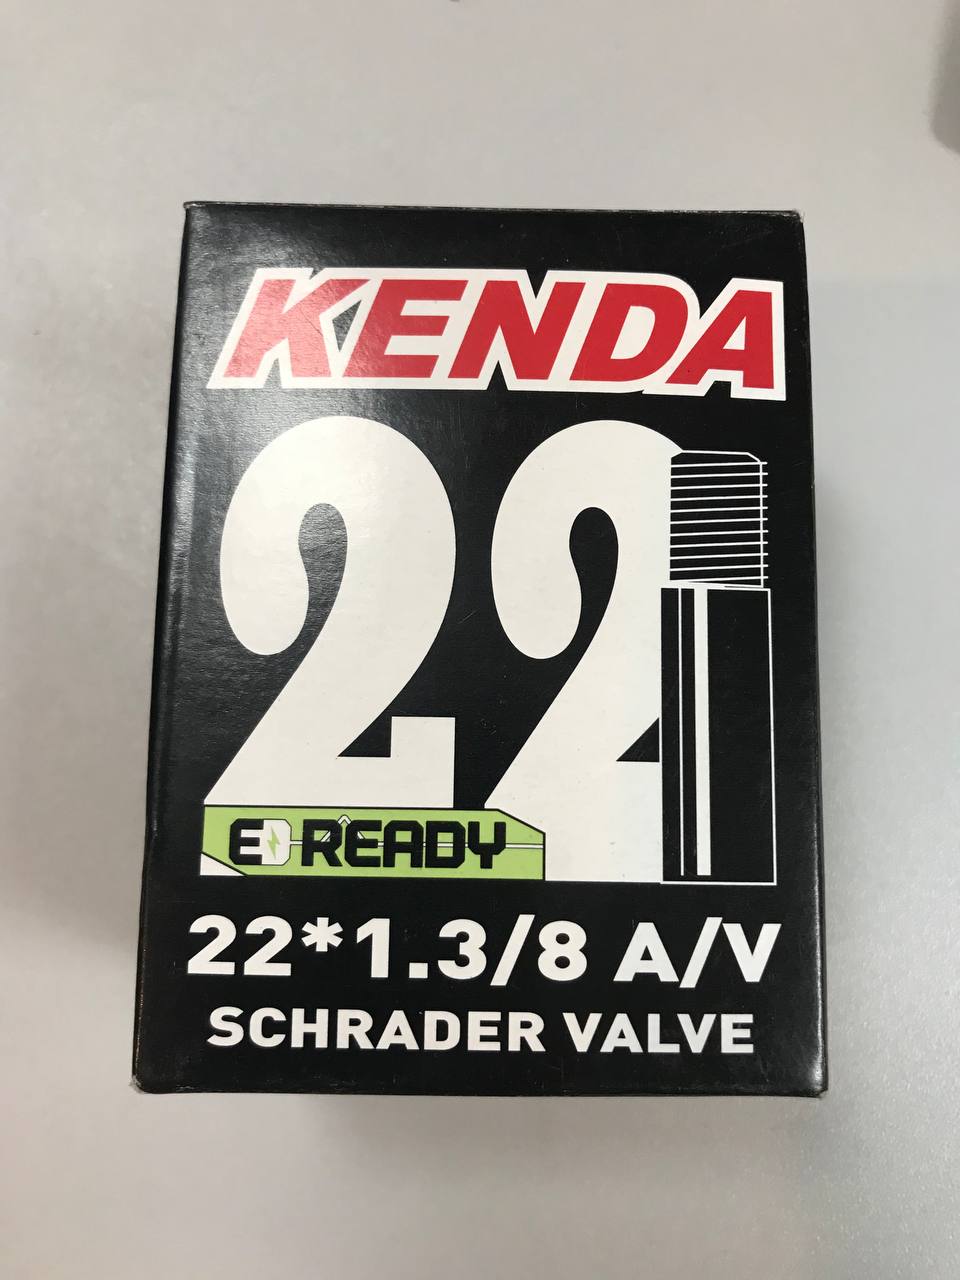 KENDA
22
E READY
22*1.3/8 A/V
SCHRADER VALVE